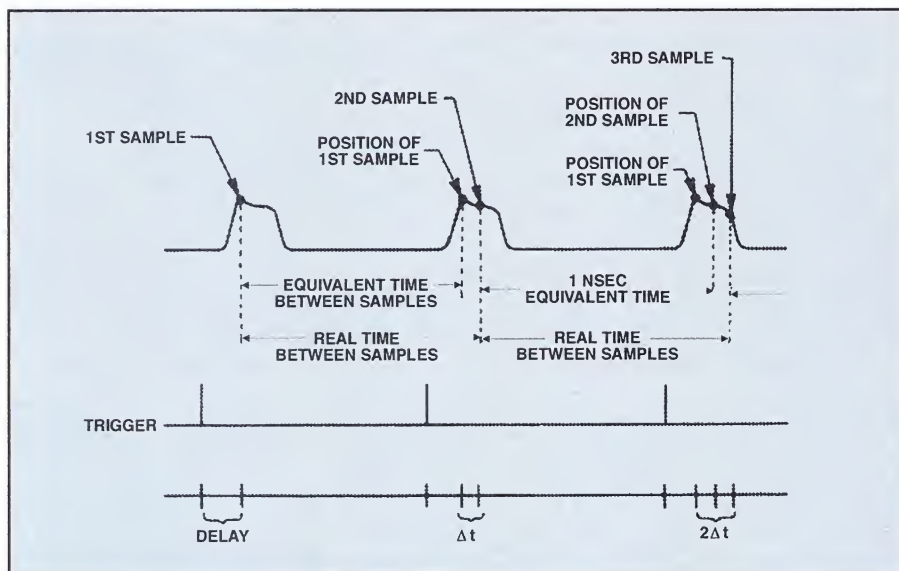 3RD SAMPLE
2ND SAMPLE
POSITION OF
2ND SAMPLE
1ST SAMPLE
POSITION OF
1ST SAMPLE
POSITION OF
1ST SAMPLE
EQUIVALENT TIME
BETWEEN SAMPLES
1 NSEC
EQUIVALENT TIME
REAL TIME
BETWEEN SAMPLES
REAL TIME
BETWEEN SAMPLES
TRIGGER
DELAY
Δt
2Δt